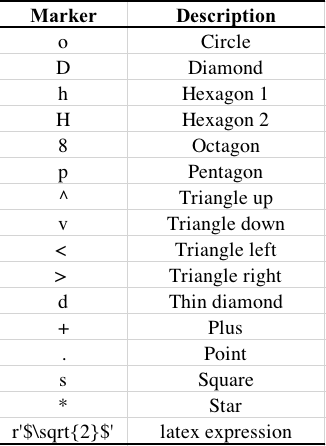 Marker Description
o Circle
D Diamond
h Hexagon 1
H Hexagon 2
8 Octagon
p Pentagon
^ Triangle up
v Triangle down
< Triangle left
> Triangle right
d Thin diamond
+ Plus
. Point
s Square
* Star
r'$\sqrt{2}$' latex expression